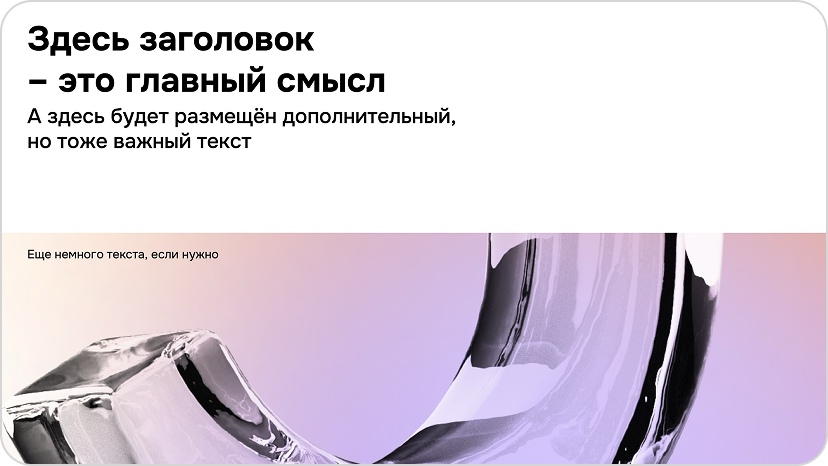 Здесь заголовок
– это главный смысл
А здесь будет размещён дополнительный,
но тоже важный текст
Еще немного текста, если нужно